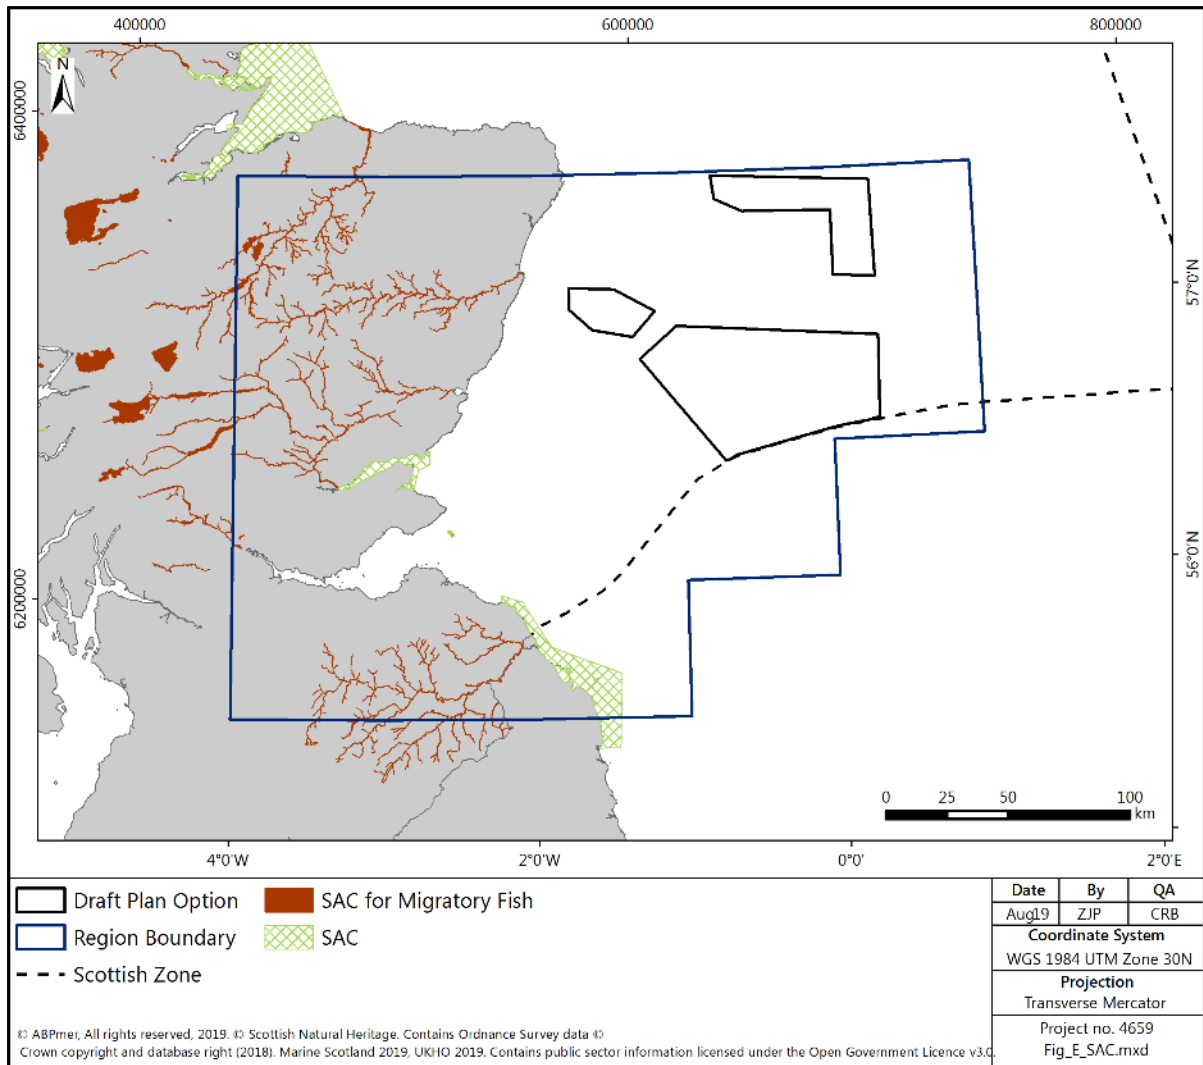 400000
600000
800000
N
6400000
6200000
57°0'N
56°0'N
0
25
50
100
km
4°0'W
2°0'W
0°0'
2°0'E
Draft Plan Option
SAC for Migratory Fish
Region Boundary
SAC
Scottish Zone
Date
By
QA
Aug19
ZJP
CRB
Coordinate System
WGS 1984 UTM Zone 30N
Projection
Transverse Mercator
Project no. 4659
Fig_E_SAC.mxd
© ABPmer, All rights reserved, 2019. © Scottish Natural Heritage. Contains Ordnance Survey data ©
Crown copyright and database right (2018). Marine Scotland 2019, UKHO 2019. Contains public sector information licensed under the Open Government Licence v3.0.